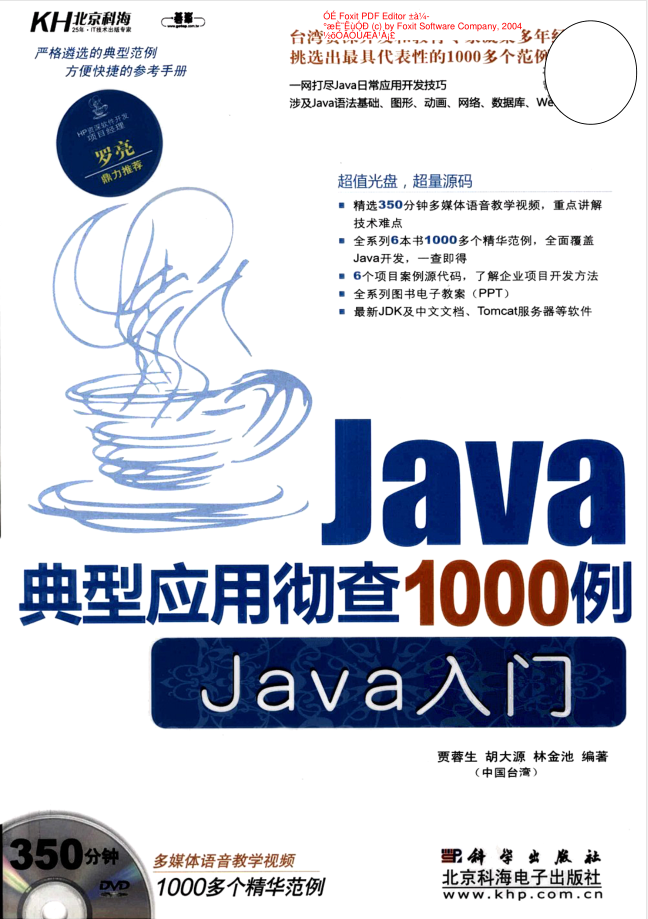 KH北京科海
25年·IT技术出版专家
严格遴选的典型范例
方便快捷的参考手册
HP资深软件开发
项目经理
罗亮
鼎力推荐
Foxit PDF Editor
(c) by Foxit Software Company, 2004
挑选出最具代表性的1000多个范例
一网打尽Java日常应用开发技巧
涉及Java语法基础、图形、动画、网络、数据库、We
超值光盘，超量源码
精选350分钟多媒体语音教学视频，重点讲解
技术难点
全系列6本书1000多个精华范例，全面覆盖
Java开发，一查即得
6个项目案例源代码，了解企业项目开发方法
全系列图书电子教案（PPT）
最新JDK及中文文档、Tomcat服务器等软件
Java
典型应用彻查1000例
Java入门
贾蓉生 胡大源 林金池 编著
（中国台湾）
350分钟
DVD
多媒体语音教学视频
1000多个精华范例
科学出版社
北京科海电子出版社
www.khp.com.cn